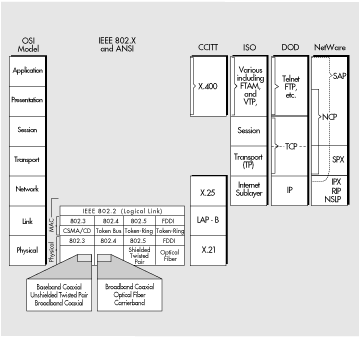 OSI Model
IEEE 802.X and ANSI
CCITT
ISO
DOD
NetWare
Application
Presentation
Session
Transport
Network
Link
Physical
MAC
Physical
IEEE 802.2 (Logical Link)
802.3
802.4
802.5
FDDI
CSMA/CD
Token Bus
Token-Ring
Token-Ring
802.3
802.4
802.5
FDDI
Shielded
Twisted
Pair
Optical
Fiber
Baseband Coaxial
Unshielded Twisted Pair
Broadband Coaxial
Broadband Coaxial
Optical Fiber
Carrierband
X.400
X.25
LAP - B
X.21
Various
including
FTAM,
and
VTP,
Session
Transport
(TP)
Internet
Sublayer
Telnet
FTP,
etc.
TCP
IP
SAP
NCP
SPX
IPX
RIP
NSLP